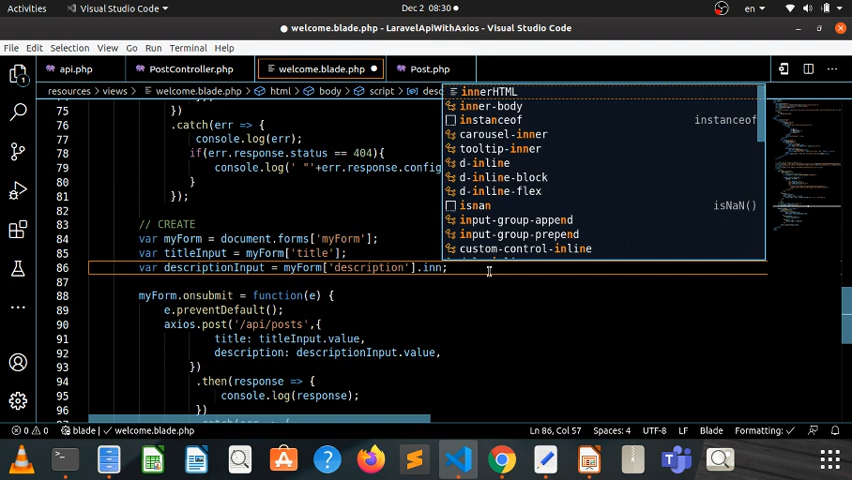 Activities Visual Studio Code Dec 2 08:30 en
welcome.blade.php - LaravelApiWithAxios - Visual Studio Code
File Edit Selection View Go Run Terminal Help
api.php PostController.php welcome.blade.php Post.php
resources > views > welcome.blade.php > html > body > script > desc
innerHTML
inner-body
instanceof instanceof
carousel-inner
tooltip-inner
d-inline
d-inline-block
d-inline-flex
isnan isNaN()
input-group-append
input-group-prepend
custom-control-inline
75 })
76 .catch(err => {
77 console.log(err);
78 if(err.response.status == 404){
79 console.log(' "'+err.response.config
80 }
81 });
82
83 // CREATE
84 var myForm = document.forms['myForm'];
85 var titleInput = myForm['title'];
86 var descriptionInput = myForm['description'].inn;
87
88 myForm.onsubmit = function(e) {
89 e.preventDefault();
90 axios.post('/api/posts',{
91 title: titleInput.value,
92 description: descriptionInput.value,
93 })
94 .then(response => {
95 console.log(response);
96 })
0 0 blade welcome.blade.php Ln 86, Col 57 Spaces: 4 UTF-8 LF Blade Formatting: ✓